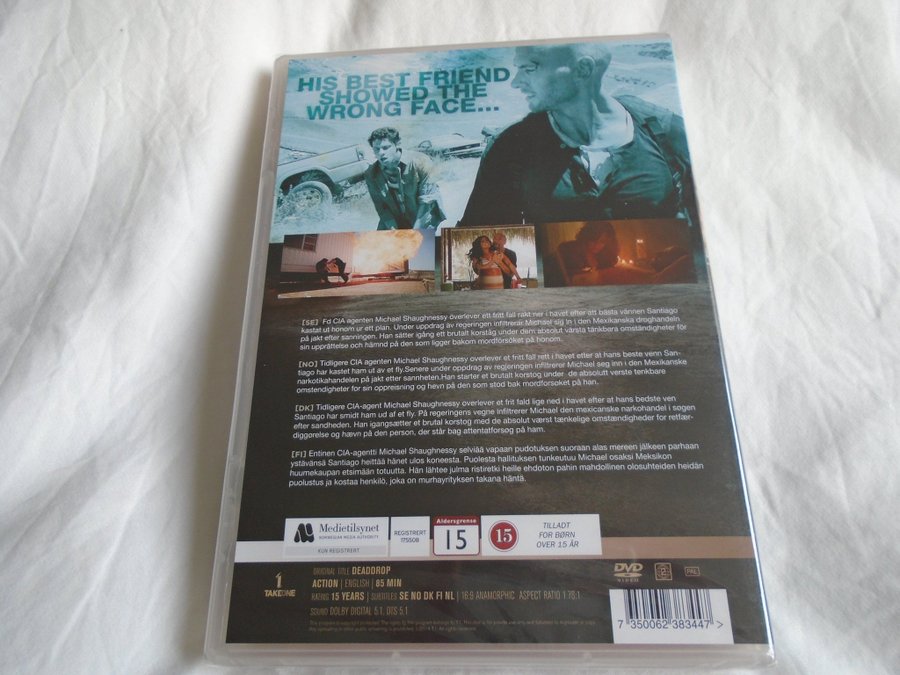 HIS BEST FRIEND
SHOWED THE
WRONG FACE...
[SE] Fd CIA agenten Michael Shaughnessy överlever ett fritt fall rakt ner i havet efter att bästa vännen Santiago
kastat ut honom ur ett plan. Under uppdrag av regeringen infiltrerar Michael sig in i den Mexikanska droghandeln
på jakt efter sanningen. Han sätter igång ett brutalt korståg under dem absolut värsta tänkbara omständigheter för
sin upprättelse och hämnd på den som ligger bakom mordförsöket på honom.
[NO] Tidligere CIA agenten Michael Shaughnessy overlever et fritt fall rett i havet efter at hans beste venn San-
tiago har kastet ham ut av et fly.Senere under oppdrag av regjeringen infiltrerer Michael seg inn i den Meksikanske
narkotikahandelen på jakt efter sannheten.Han starter et brutalt korstog under de absolutt verste tenkbare
omstendigheter for sin oppreisning og hevn på den som stod bak mordforsøket på han.
[DK] Tidligere CIA-agent Michael Shaughnessy overlever et frit fald lige ned i havet efter at hans bedste ven
Santiago har smidt ham ud af et fly. På regeringens vegne infiltrerer Michael den mexicanske narkohandel i søgen
efter sandheden. Han igangsætter et brutal korstog med de absolut værst tænkelige omstændigheder for retfær-
diggørelse og hævn på den person, der står bag attentatforsøg på ham.
[FI] Entinen CIA-agentti Michael Shaughnessy selviää vapaan pudotuksen suoraan alas mereen jälkeen parhaan
ystävänsä Santiago heittää hänet ulos koneesta. Puolesta hallituksen tunkeutuu Michael osaksi Meksikon
huumekaupan etsimään totuutta. Hän lähtee julma ristiretki heille ehdoton pahin mahdollinen olosuhteiden heidän
puolustus ja kostaa henkilö, joka on murhayrityksen takana häntä.
Medietilsynet
NORWEGIAN MEDIA AUTHORITY
KUN REGISTRERT
REGISTRERT
175508
Aldersgrense
15
15
TILLADT
FOR BØRN
OVER 15 ÅR
TAKEONE
ORIGINAL TITLE DEADDROP
ACTION | ENGLISH | 85 MIN
RATING 15 YEARS | SUBTITLES SE NO DK FI NL | 16:9 ANAMORPHIC ASPECT RATIO 1.78:1
SOUND DOLBY DIGITAL 5.1, DTS 5.1
DVD
VIDEO
2
PAL
7 350062 383447 >